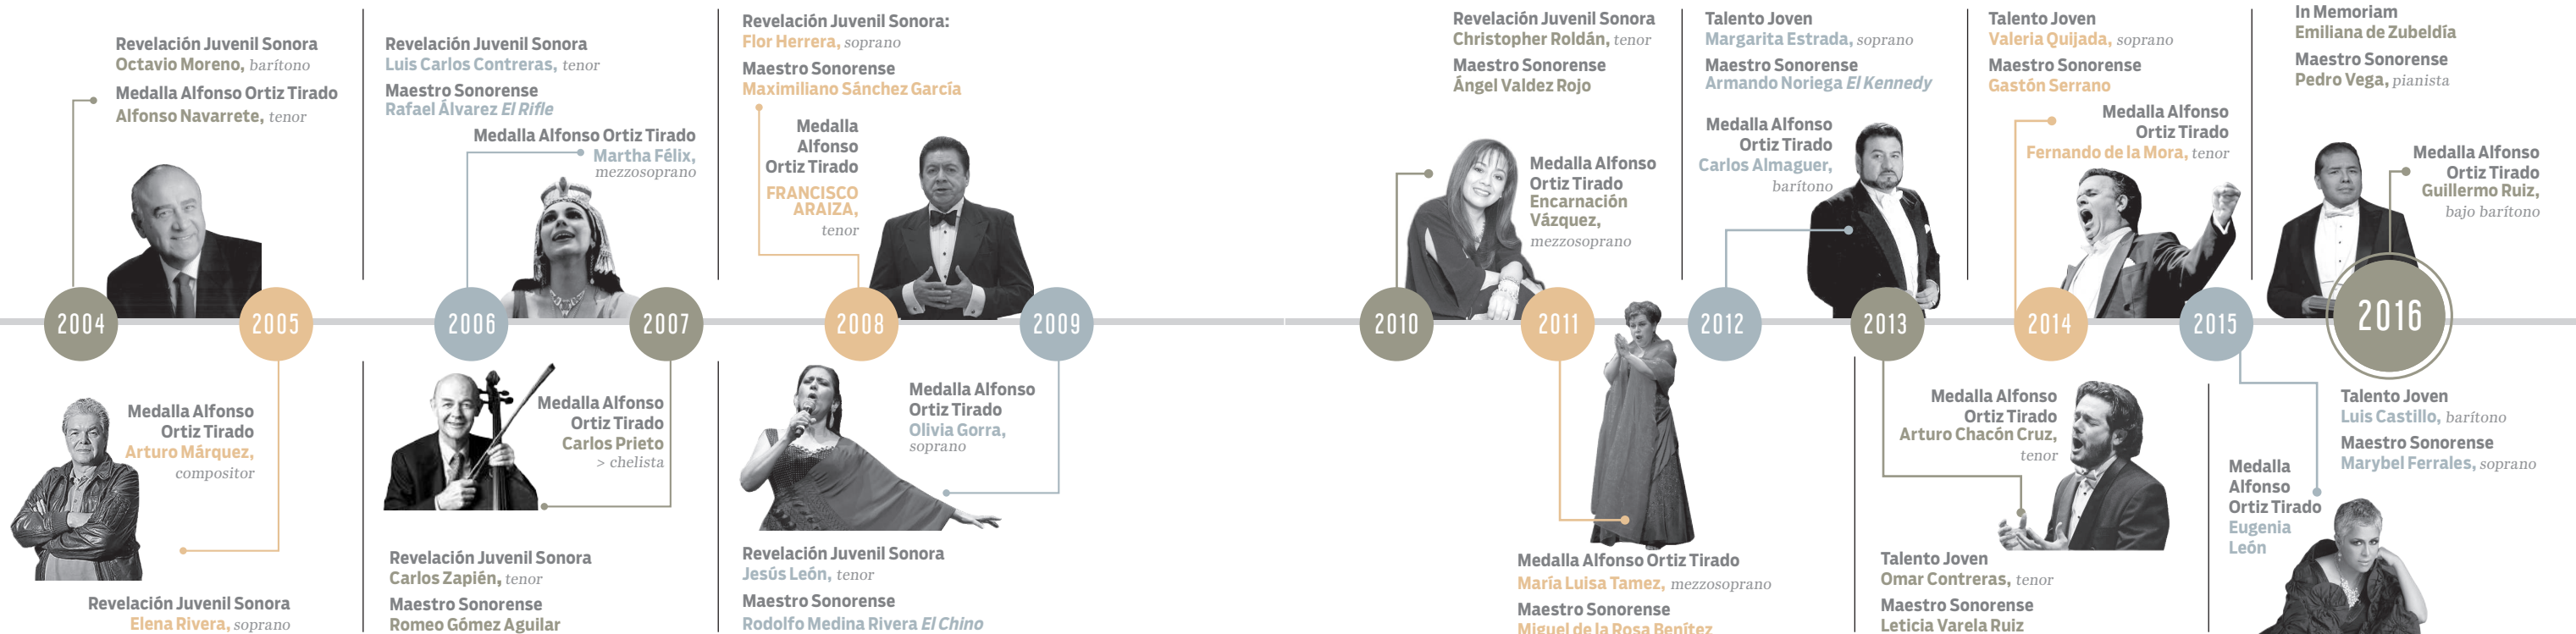 Revelación Juvenil Sonora
Octavio Moreno, barítono
Medalla Alfonso Ortiz Tirado
Alfonso Navarrete, tenor
2004
2005
Medalla Alfonso
Ortiz Tirado
Arturo Márquez,
compositor
Revelación Juvenil Sonora
Elena Rivera, soprano
Revelación Juvenil Sonora
Luis Carlos Contreras, tenor
Maestro Sonorense
Rafael Álvarez El Rifle
Medalla Alfonso Ortiz Tirado
Martha Félix,
mezzosoprano
2006
2007
Medalla Alfonso
Ortiz Tirado
Carlos Prieto
> chelista
Revelación Juvenil Sonora
Carlos Zapién, tenor
Maestro Sonorense
Romeo Gómez Aguilar
Revelación Juvenil Sonora:
Flor Herrera, soprano
Maestro Sonorense
Maximiliano Sánchez García
Medalla
Alfonso
Ortiz Tirado
FRANCISCO
ARAIZA,
tenor
2008
2009
Medalla Alfonso
Ortiz Tirado
Olivia Gorra,
soprano
Revelación Juvenil Sonora
Jesús León, tenor
Maestro Sonorense
Rodolfo Medina Rivera El Chino
Revelación Juvenil Sonora
Christopher Roldán, tenor
Maestro Sonorense
Ángel Valdez Rojo
Medalla Alfonso
Ortiz Tirado
Encarnación
Vázquez,
mezzosoprano
2010
2011
Medalla Alfonso Ortiz Tirado
María Luisa Tamez, mezzosoprano
Maestro Sonorense
Miguel de la Rosa Benítez
Talento Joven
Margarita Estrada, soprano
Maestro Sonorense
Armando Noriega El Kennedy
Medalla Alfonso
Ortiz Tirado
Carlos Almaguer,
barítono
2012
2013
Medalla Alfonso
Ortiz Tirado
Arturo Chacón Cruz,
tenor
Talento Joven
Omar Contreras, tenor
Maestro Sonorense
Leticia Varela Ruiz
Talento Joven
Valeria Quijada, soprano
Maestro Sonorense
Gastón Serrano
Medalla Alfonso
Ortiz Tirado
Fernando de la Mora, tenor
2014
2015
Medalla
Alfonso
Ortiz Tirado
Eugenia
León
In Memoriam
Emiliana de Zubeldía
Maestro Sonorense
Pedro Vega, pianista
Medalla Alfonso
Ortiz Tirado
Guillermo Ruiz,
bajo barítono
2016
Talento Joven
Luis Castillo, barítono
Maestro Sonorense
Marybel Ferrales, soprano